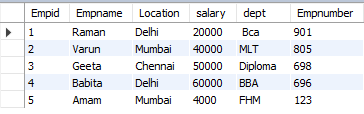 Empid Empname Location salary dept Empnumber
1 Raman Delhi 20000 Bca 901
2 Varun Mumbai 40000 MLT 805
3 Geeta Chennai 50000 Diploma 698
4 Babita Delhi 60000 BBA 696
5 Amam Mumbai 4000 FHM 123